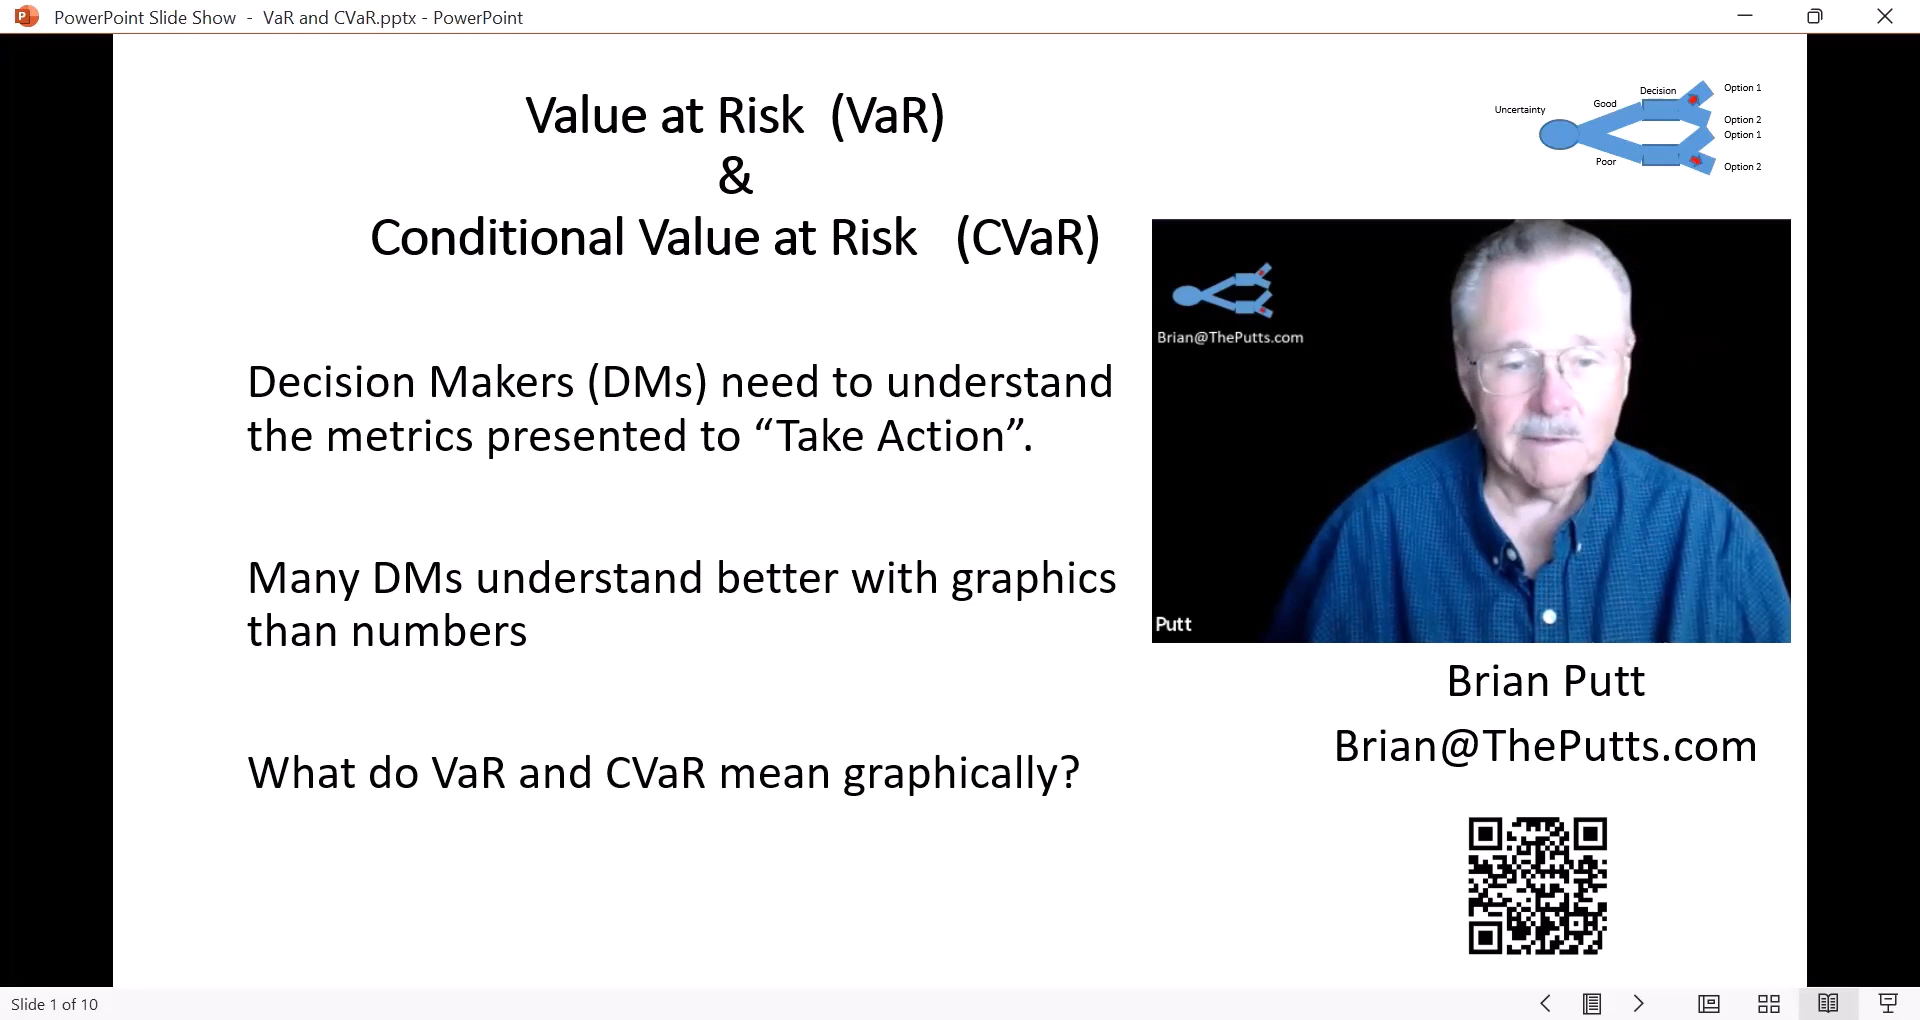 PowerPoint Slide Show - VaR and CVaR.pptx - PowerPoint
Value at Risk (VaR)
&
Conditional Value at Risk (CVaR)
Uncertainty
Good
Poor
Decision
Option 1
Option 2
Option 1
Option 2
Decision Makers (DMs) need to understand
the metrics presented to “Take Action”.
Many DMs understand better with graphics
than numbers
What do VaR and CVaR mean graphically?
Brian@ThePutts.com
Putt
Brian Putt
Brian@ThePutts.com
Slide 1 of 10